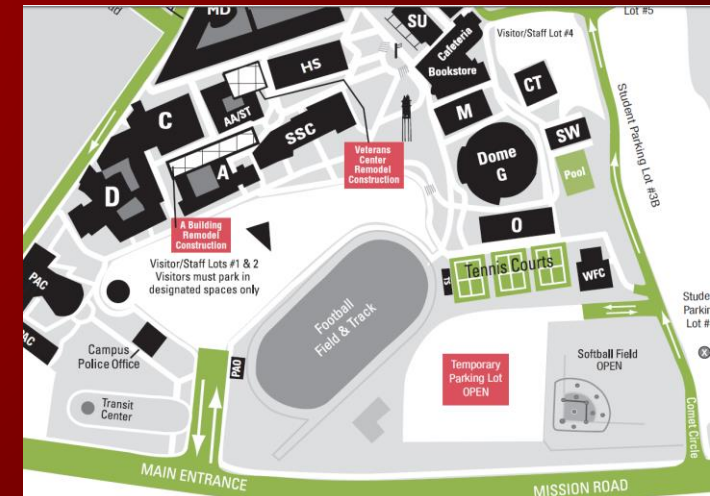 Lot #5
MD
SU
Cafeteria
Visitor/Staff Lot #4
Bookstore
HS
CT
AA/ST
C
M
SSC
SW
Student Parking Lot #3B
Veterans
Center
Remodel
Construction
Dome
G
A
Pool
D
A Building
Remodel
Construction
O
Visitor/Staff Lots #1 & 2
Visitors must park in
designated spaces only
Tennis Courts
TS
WFC
PAC
Football
Field & Track
Parkin
Lot #
Campus
Police Office
PAO
Temporary
Parking Lot
OPEN
Softball Field
OPEN
X
Transit
Center
Comet Circle
MAIN ENTRANCE
MISSION ROAD